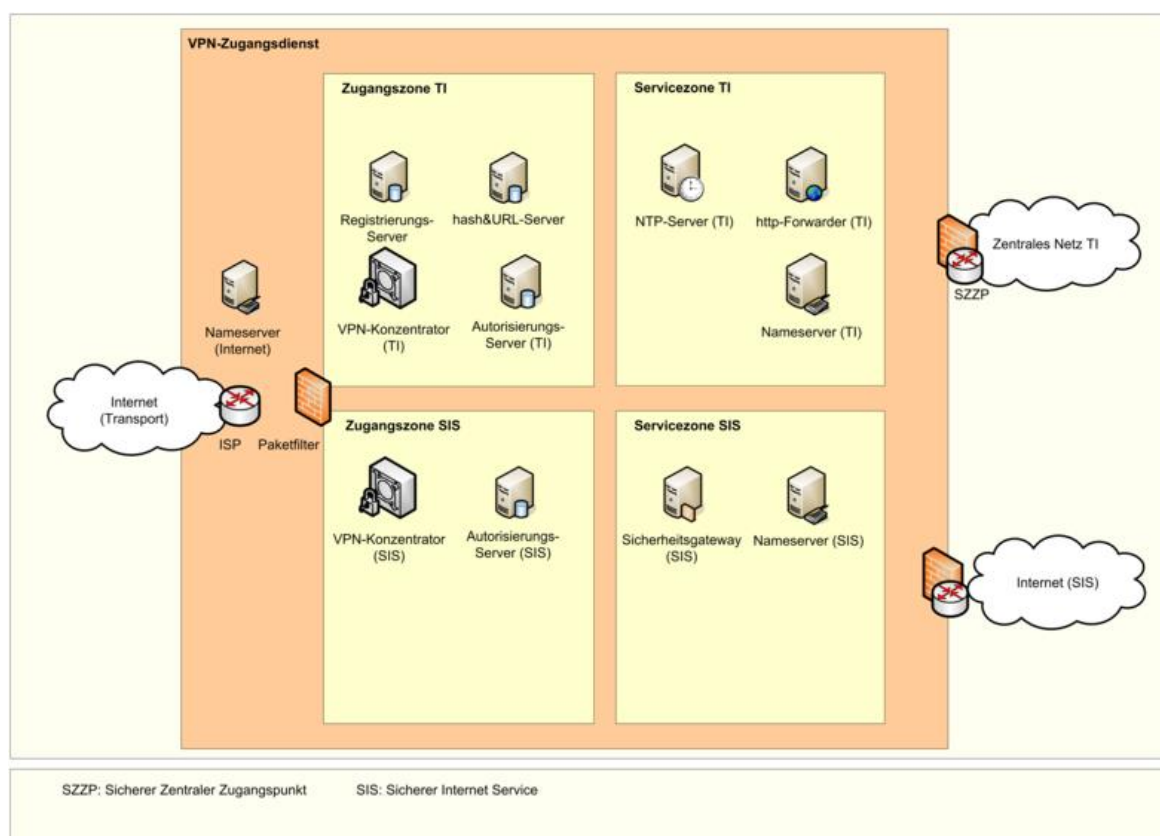 VPN-Zugangsdienst
Zugangszone TI
Registrierungs-
Server
hash&URL-Server
VPN-Konzentrator
(TI)
Autorisierungs-
Server (TI)
Servicezone TI
NTP-Server (TI)
http-Forwarder (TI)
Nameserver (TI)
Zentrales Netz TI
SZZP
Nameserver
(Internet)
Internet
(Transport)
ISP
Paketfilter
Zugangszone SIS
VPN-Konzentrator
(SIS)
Autorisierungs-
Server (SIS)
Servicezone SIS
Sicherheitsgateway
(SIS)
Nameserver (SIS)
Internet (SIS)
SZZP: Sicherer Zentraler Zugangspunkt
SIS: Sicherer Internet Service